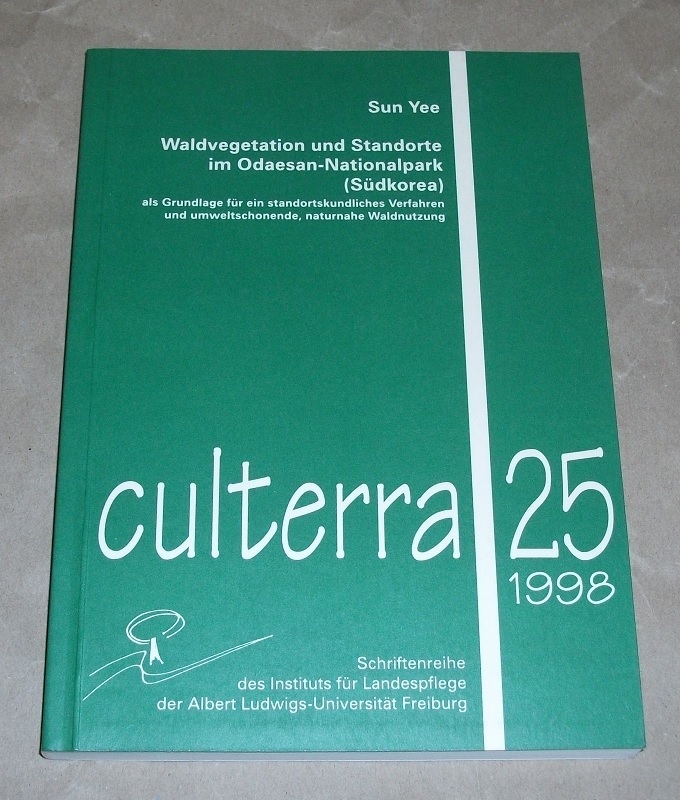 Sun Yee
Waldvegetation und Standorte
im Odaesan-Nationalpark
(Südkorea)
als Grundlage für ein standortskundliches Verfahren
und umweltschonende, naturnahe Waldnutzung
culterra 25
1998
Schriftenreihe
des Instituts für Landespflege
der Albert Ludwigs-Universität Freiburg